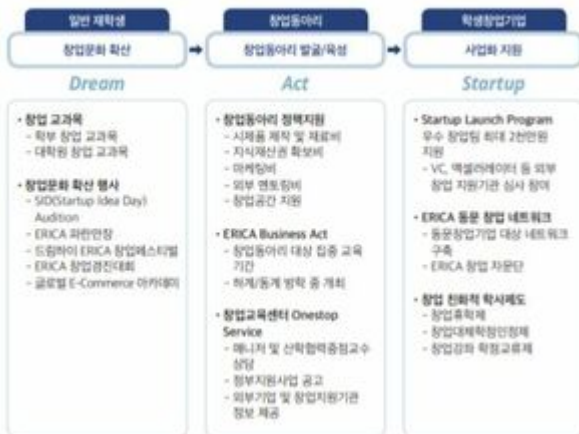 일반 재학생
창업문화 확산
Dream
• 창업 교과목
- 학부 창업 교과목
- 대학원 창업 교과목
• 창업문화 확산 행사
- SID(Startup Idea Day)
Audition
- ERICA 파란만장
- 드림하이 ERICA 창업페스티벌
- ERICA 창업경진대회
- 글로벌 E-Commerce 아카데미
창업동아리
창업동아리 발굴/육성
Act
• 창업동아리 정책지원
- 시제품 제작 및 재료비
- 지식재산권 확보비
- 마케팅비
- 외부 멘토링비
- 창업공간 지원
• ERICA Business Act
- 창업동아리 대상 집중 교육
기간
- 하계/동계 방학 중 개최
• 창업교육센터 Onestop
Service
- 매니저 및 산학협력중점교수
상담
- 정부지원사업 공고
- 외부기업 및 창업지원기관
정보 제공
학생창업기업
사업화 지원
Startup
• Startup Launch Program
우수 창업팀 최대 2천만원
지원
- VC, 액셀러레이터 등 외부
창업 지원기관 심사 참여
• ERICA 동문 창업 네트워크
- 동문창업기업 대상 네트워크
구축
- ERICA 창업 자문단
• 창업 친화적 학사제도
- 창업휴학제
- 창업대체학점인정제
- 창업강좌 학점교류제